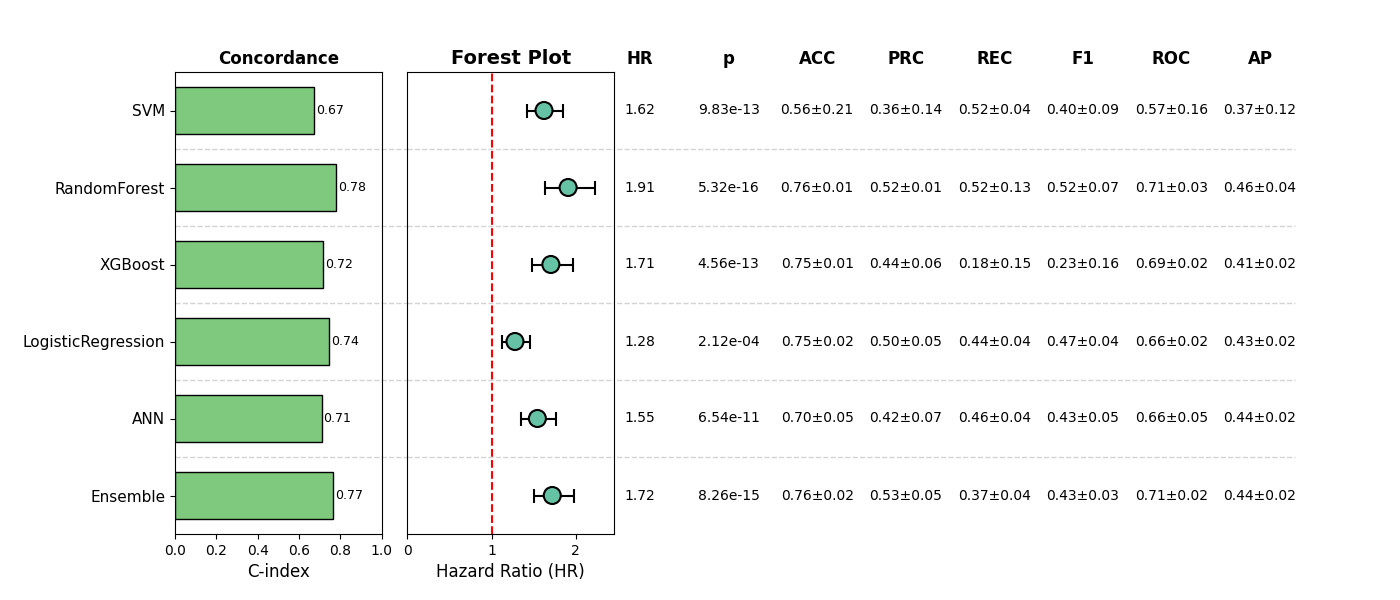 Concordance Forest Plot HR p ACC PRC REC F1 ROC AP
SVM 0.67 1.62 9.83e-13 0.56±0.21 0.36±0.14 0.52±0.04 0.40±0.09 0.57±0.16 0.37±0.12
RandomForest 0.78 1.91 5.32e-16 0.76±0.01 0.52±0.01 0.52±0.13 0.52±0.07 0.71±0.03 0.46±0.04
XGBoost 0.72 1.71 4.56e-13 0.75±0.01 0.44±0.06 0.18±0.15 0.23±0.16 0.69±0.02 0.41±0.02
LogisticRegression 0.74 1.28 2.12e-04 0.75±0.02 0.50±0.05 0.44±0.04 0.47±0.04 0.66±0.02 0.43±0.02
ANN 0.71 1.55 6.54e-11 0.70±0.05 0.42±0.07 0.46±0.04 0.43±0.05 0.66±0.05 0.44±0.02
Ensemble 0.77 1.72 8.26e-15 0.76±0.02 0.53±0.05 0.37±0.04 0.43±0.03 0.71±0.02 0.44±0.02
0.0 0.2 0.4 0.6 0.8 1.0 0 1 2
C-index Hazard Ratio (HR)